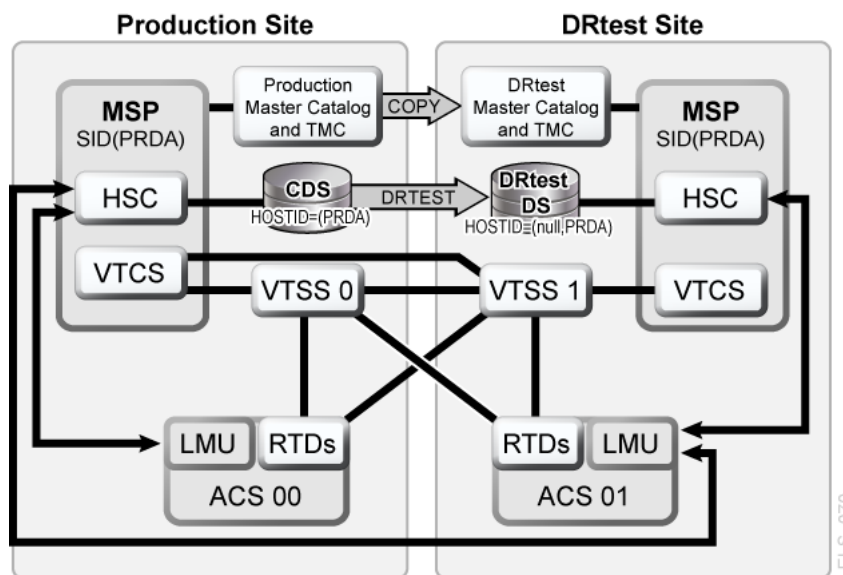 Production Site
DRtest Site
MSP
SID(PRDA)
Production
Master Catalog
and TMC
COPY
DRtest
Master Catalog
and TMC
MSP
SID(PRDA)
HSC
CDS
HOSTID=(PRDA)
DRTEST
DRtest
DS
HOSTID=(null,PRDA)
HSC
VTCS
VTSS 0
VTSS 1
VTCS
LMU
RTDs
ACS 00
RTDs
LMU
ACS 01